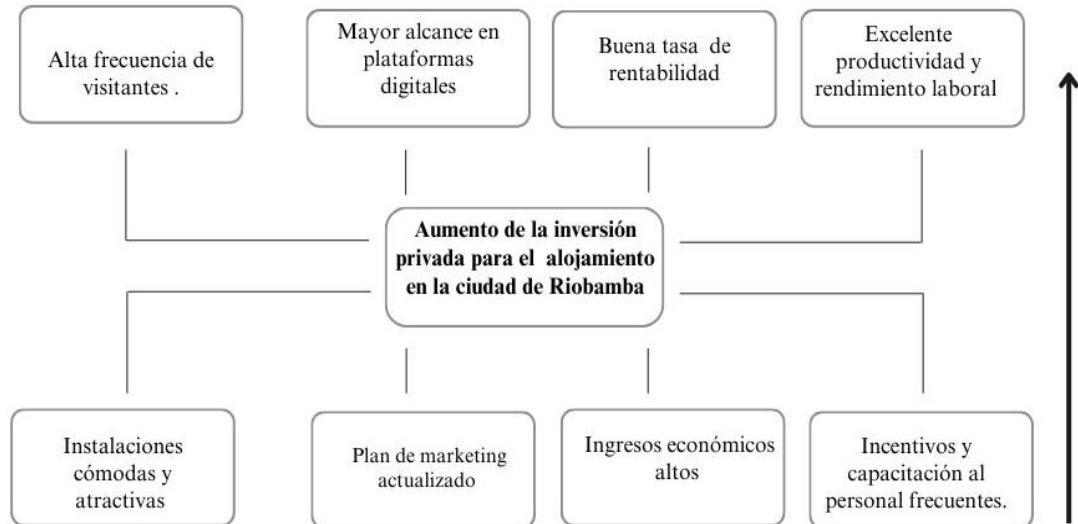 Alta frecuencia de
visitantes .
Mayor alcance en
plataformas
digitales
Buena tasa de
rentabilidad
Excelente
productividad y
rendimiento laboral
Aumento de la inversión
privada para el alojamiento
en la ciudad de Riobamba
Instalaciones
cómodas y
atractivas
Plan de marketing
actualizado
Ingresos económicos
altos
Incentivos y
capacitación al
personal frecuentes.